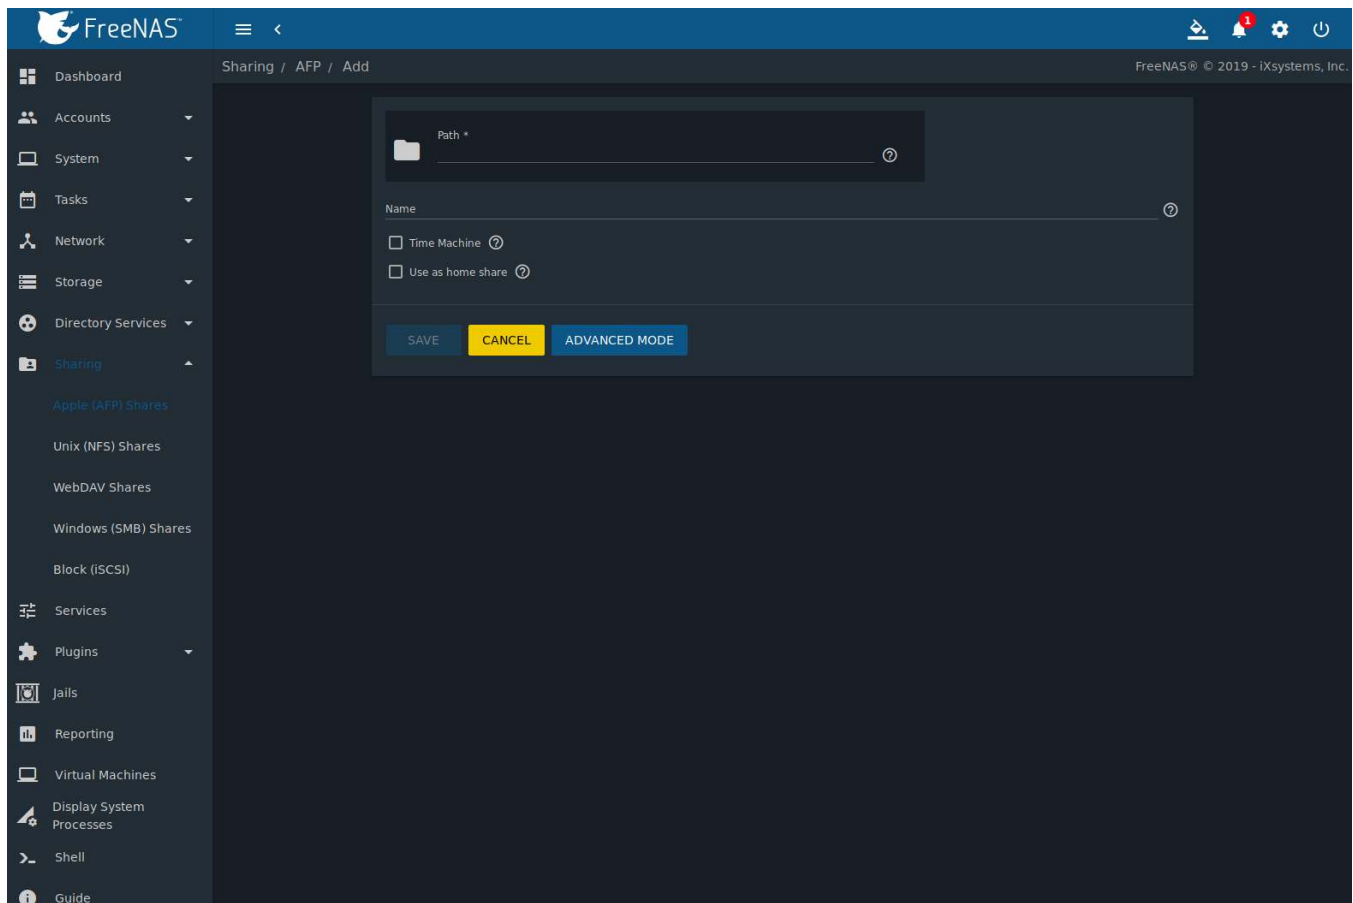 FreeNAS™
1
Sharing / AFP / Add
FreeNAS® © 2019 - iXsystems, Inc.
Dashboard
Accounts
System
Tasks
Network
Storage
Directory Services
Sharing
Apple (AFP) Shares
Unix (NFS) Shares
WebDAV Shares
Windows (SMB) Shares
Block (iSCSI)
Services
Plugins
Jails
Reporting
Virtual Machines
Display System
Processes
Shell
Guide
Path *
Name
Time Machine
Use as home share
SAVE CANCEL ADVANCED MODE